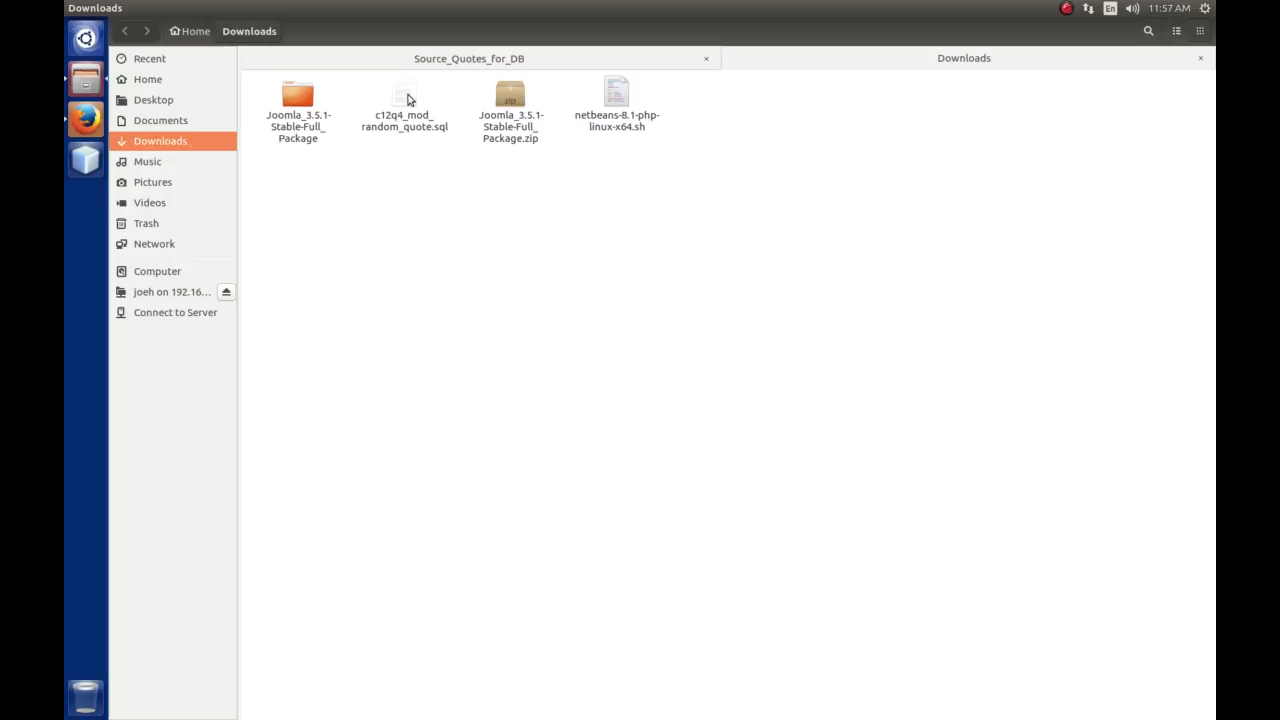 Downloads
En
11:57 AM
Home
Downloads
Recent
Home
Desktop
Documents
Downloads
Music
Pictures
Videos
Trash
Network
Computer
joeh on 192.16...
Connect to Server
Source_Quotes_for_DB
Downloads
Joomla_3.5.1-
Stable-Full_
Package
c12q4_mod_
random_quote.sql
zip
Joomla_3.5.1-
Stable-Full_
Package.zip
netbeans-8.1-php-
linux-x64.sh